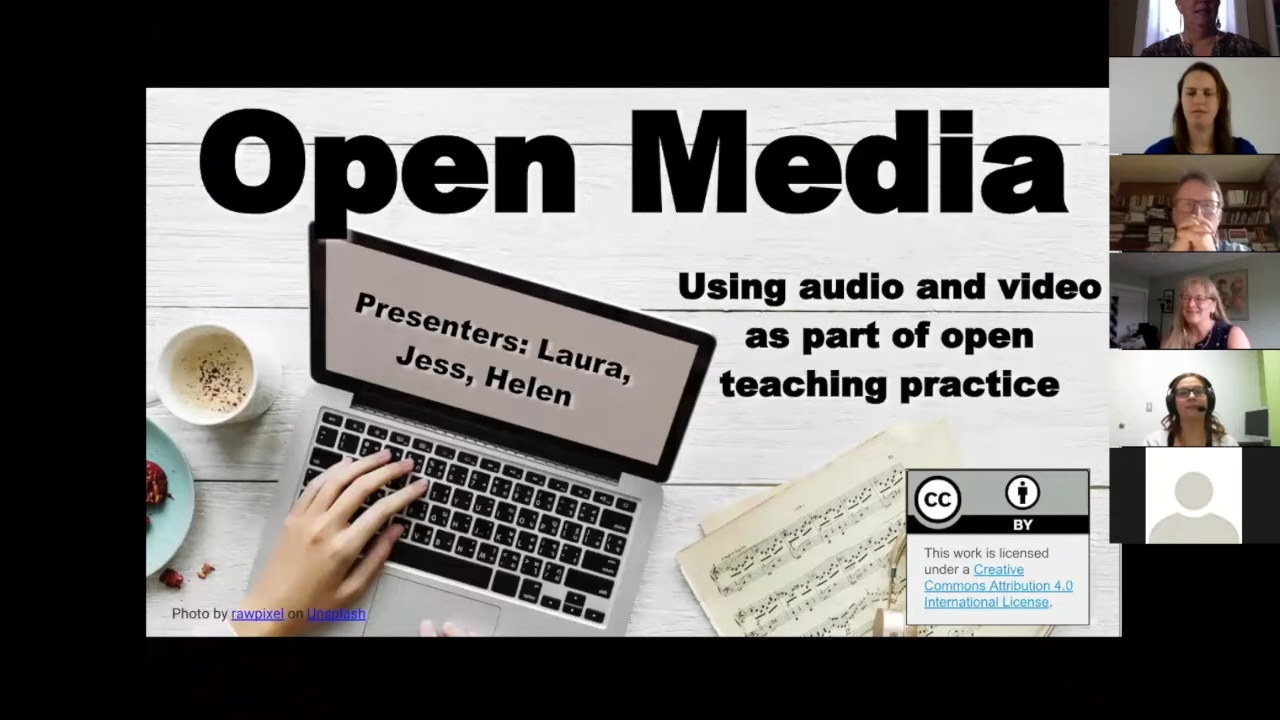 Open Media
Presenters: Laura,
Jess, Helen
Using audio and video
as part of open
teaching practice
CC
BY
This work is licensed
under a Creative
Commons Attribution 4.0
International License.
Photo by rawpixel on Unsplash